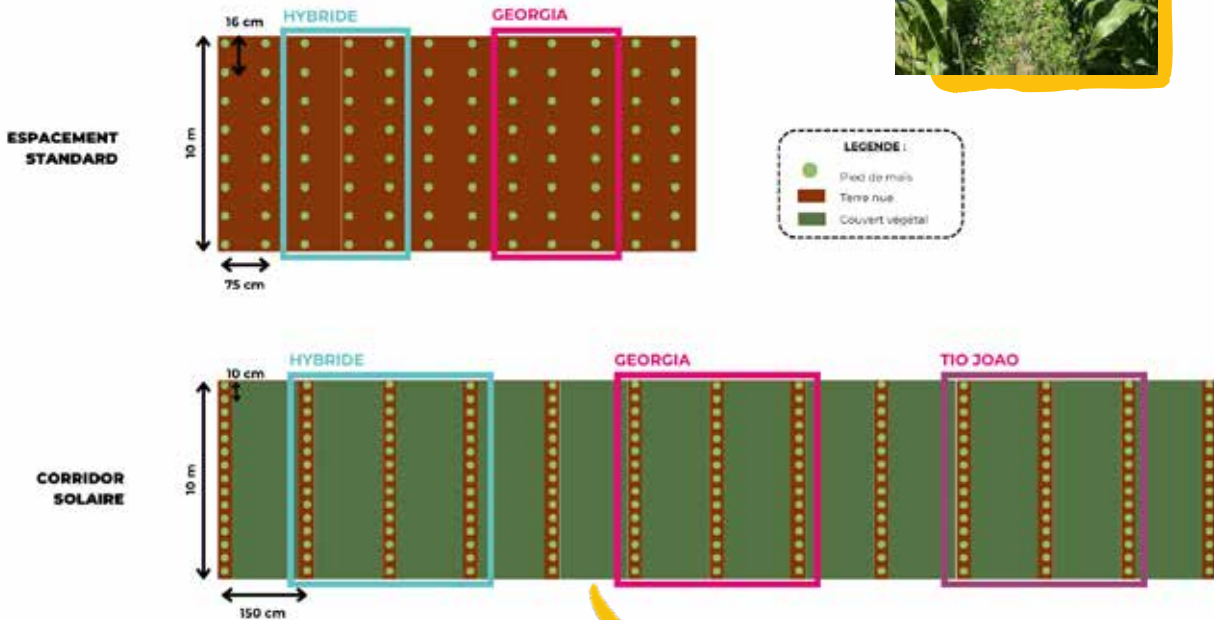 HYBRIDE
GEORGIA
16 cm
10 m
ESPACEMENT
STANDARD
75 cm
LEGENDE :
Pied de maïs
Terre nue
Couvert végétal
HYBRIDE
GEORGIA
TIO JOAO
10 cm
10 m
CORRIDOR
SOLAIRE
150 cm